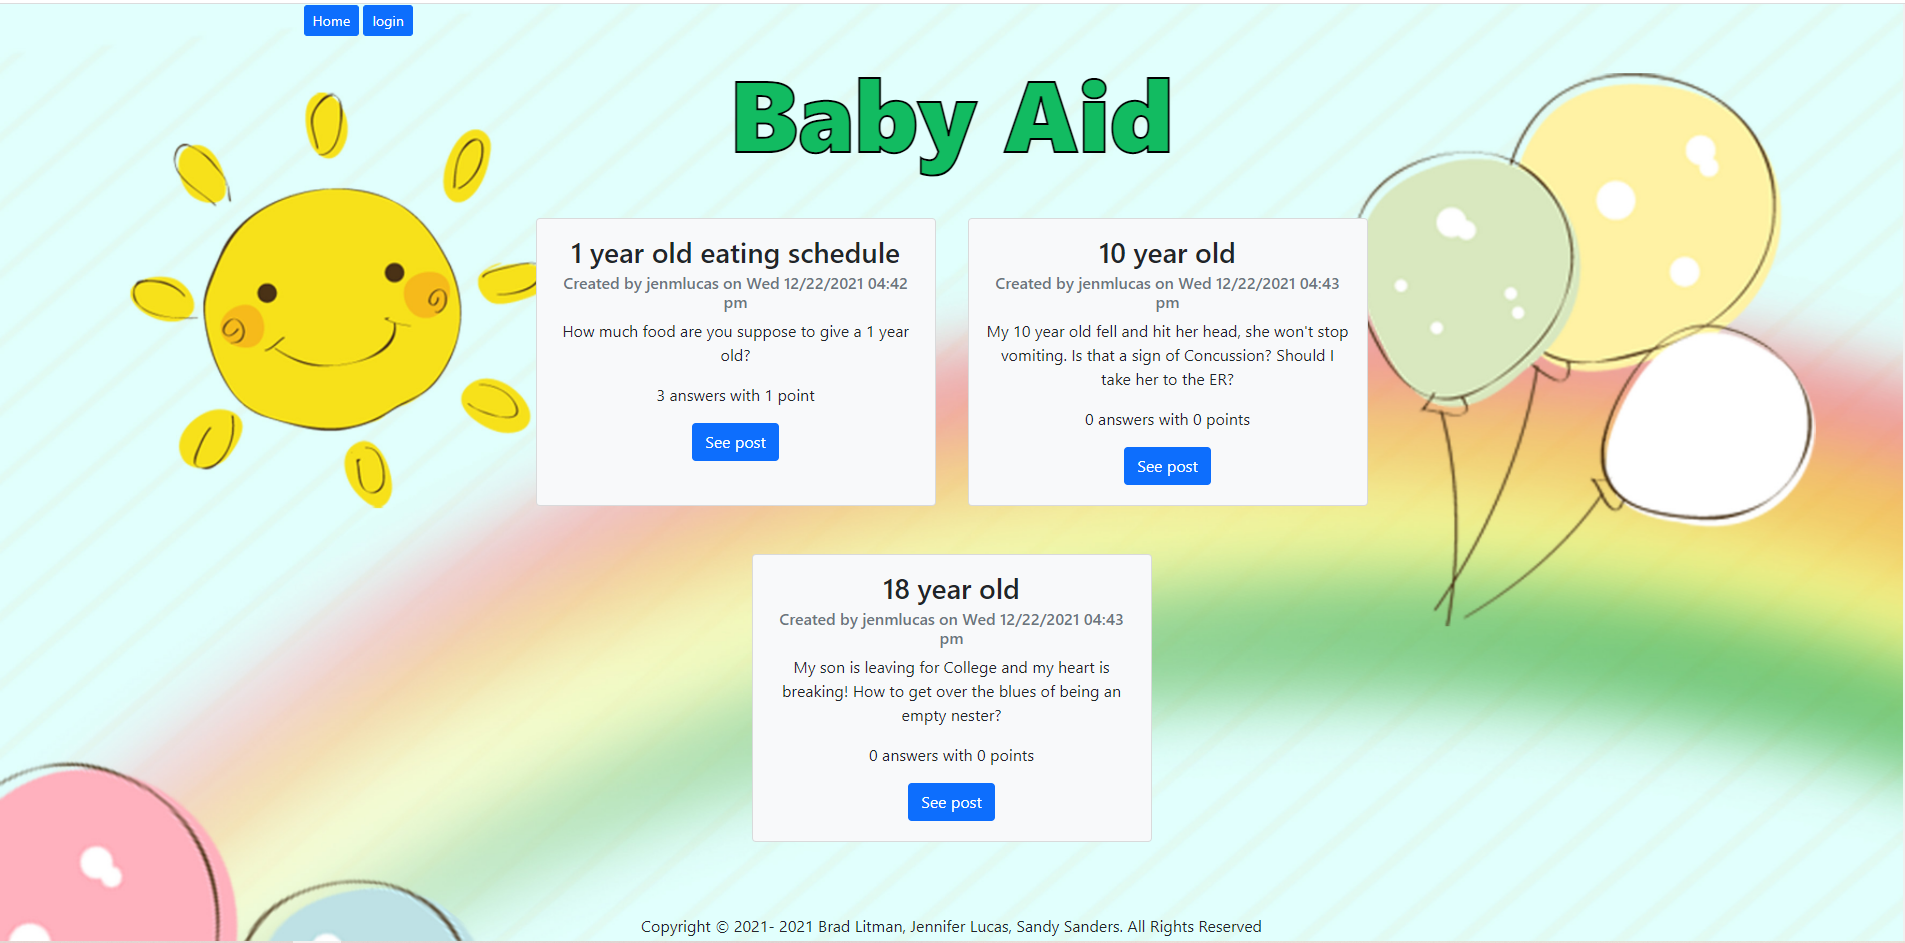 Home login
Baby Aid
1 year old eating schedule
Created by jenmlucas on Wed 12/22/2021 04:42
pm
How much food are you suppose to give a 1 year
old?
3 answers with 1 point
See post
10 year old
Created by jenmlucas on Wed 12/22/2021 04:43
pm
My 10 year old fell and hit her head, she won't stop
vomiting. Is that a sign of Concussion? Should I
take her to the ER?
0 answers with 0 points
See post
18 year old
Created by jenmlucas on Wed 12/22/2021 04:43
pm
My son is leaving for College and my heart is
breaking! How to get over the blues of being an
empty nester?
0 answers with 0 points
See post
Copyright © 2021- 2021 Brad Litman, Jennifer Lucas, Sandy Sanders. All Rights Reserved